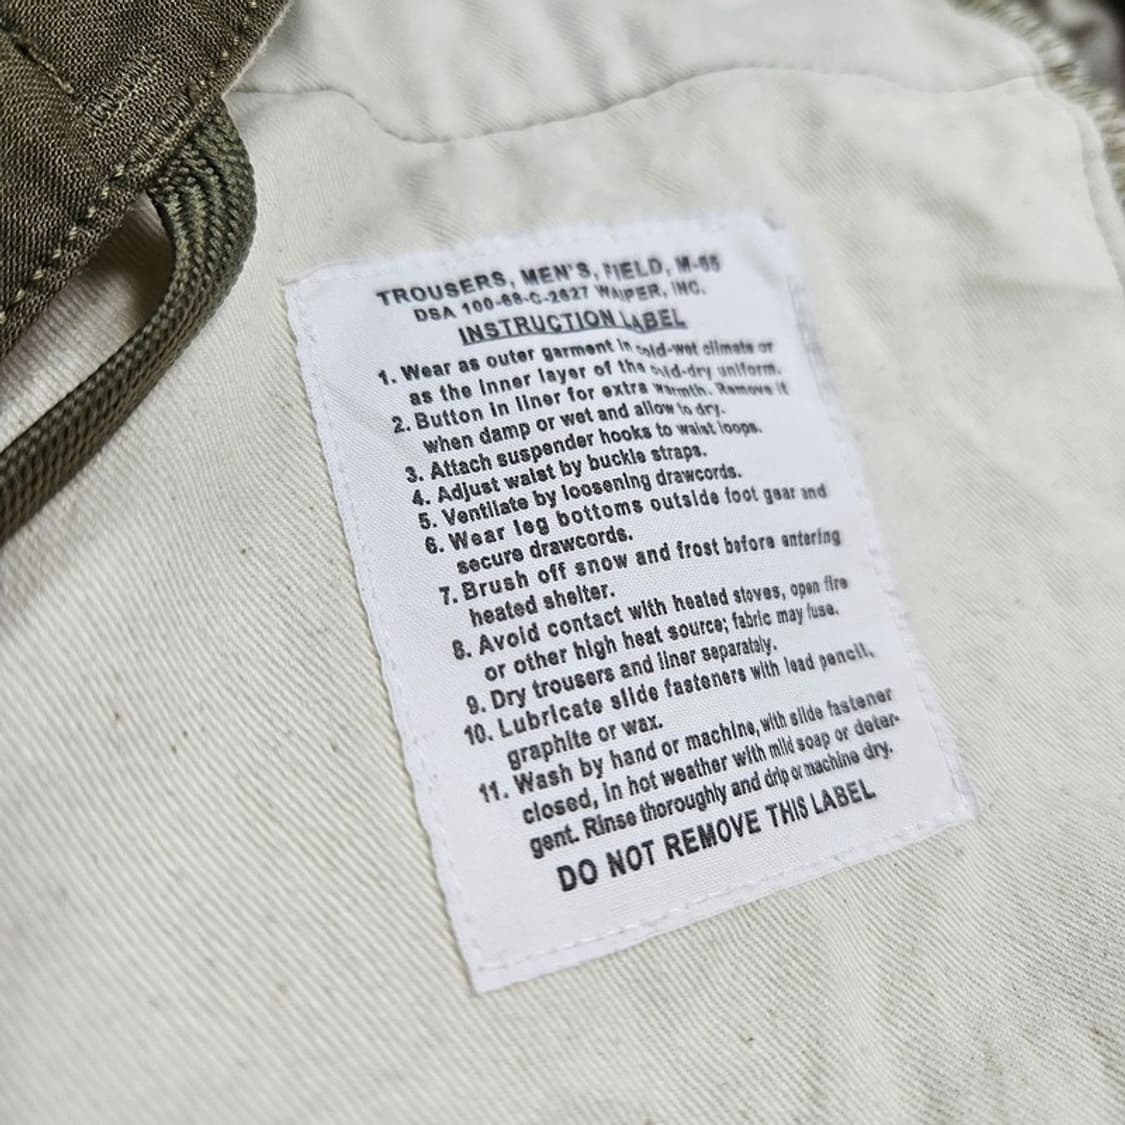 TROUSERS, MEN'S, FIELD, M-65
DSA 100-68-C-2627 WAIPER, INC.
INSTRUCTION LABEL
1. Wear as outer garment in cold-wet climate or
as the inner layer of the cold-dry uniform.
2. Button in liner for extra warmth. Remove it
when damp or wet and allow to dry.
3. Attach suspender hooks to waist loops.
4. Adjust waist by buckle straps.
5. Ventilate by loosening drawcords.
6. Wear leg bottoms outside foot gear and
secure drawcords.
7. Brush off snow and frost before entering
heated shelter.
8. Avoid contact with heated stoves, open fire
or other high heat source; fabric may fuse.
9. Dry trousers and liner separately.
10. Lubricate slide fasteners with lead pencil.
graphite or wax.
11. Wash by hand or machine, with slide fastener
closed, in hot weather with mild soap or deter-
gent. Rinse thoroughly and drip or machine dry.
DO NOT REMOVE THIS LABEL